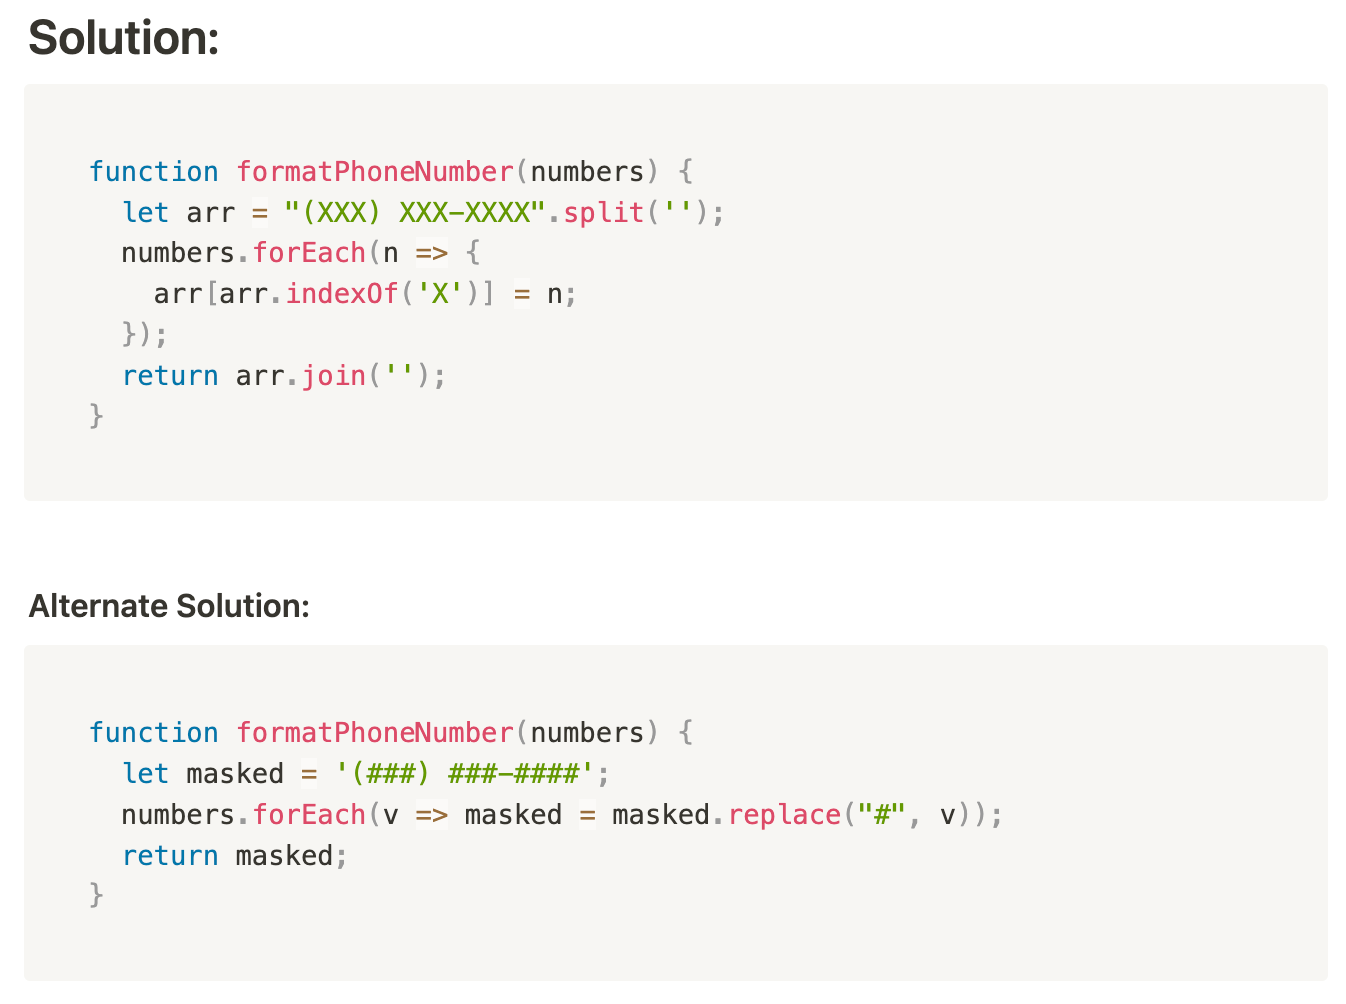 Solution:
function formatPhoneNumber(numbers) {
  let arr = "(XXX) XXX-XXXX".split('');
  numbers.forEach(n => {
    arr[arr.indexOf('X')] = n;
  });
  return arr.join('');
}
Alternate Solution:
function formatPhoneNumber(numbers) {
  let masked = '(###) ###-####';
  numbers.forEach(v => masked = masked.replace("#", v));
  return masked;
}